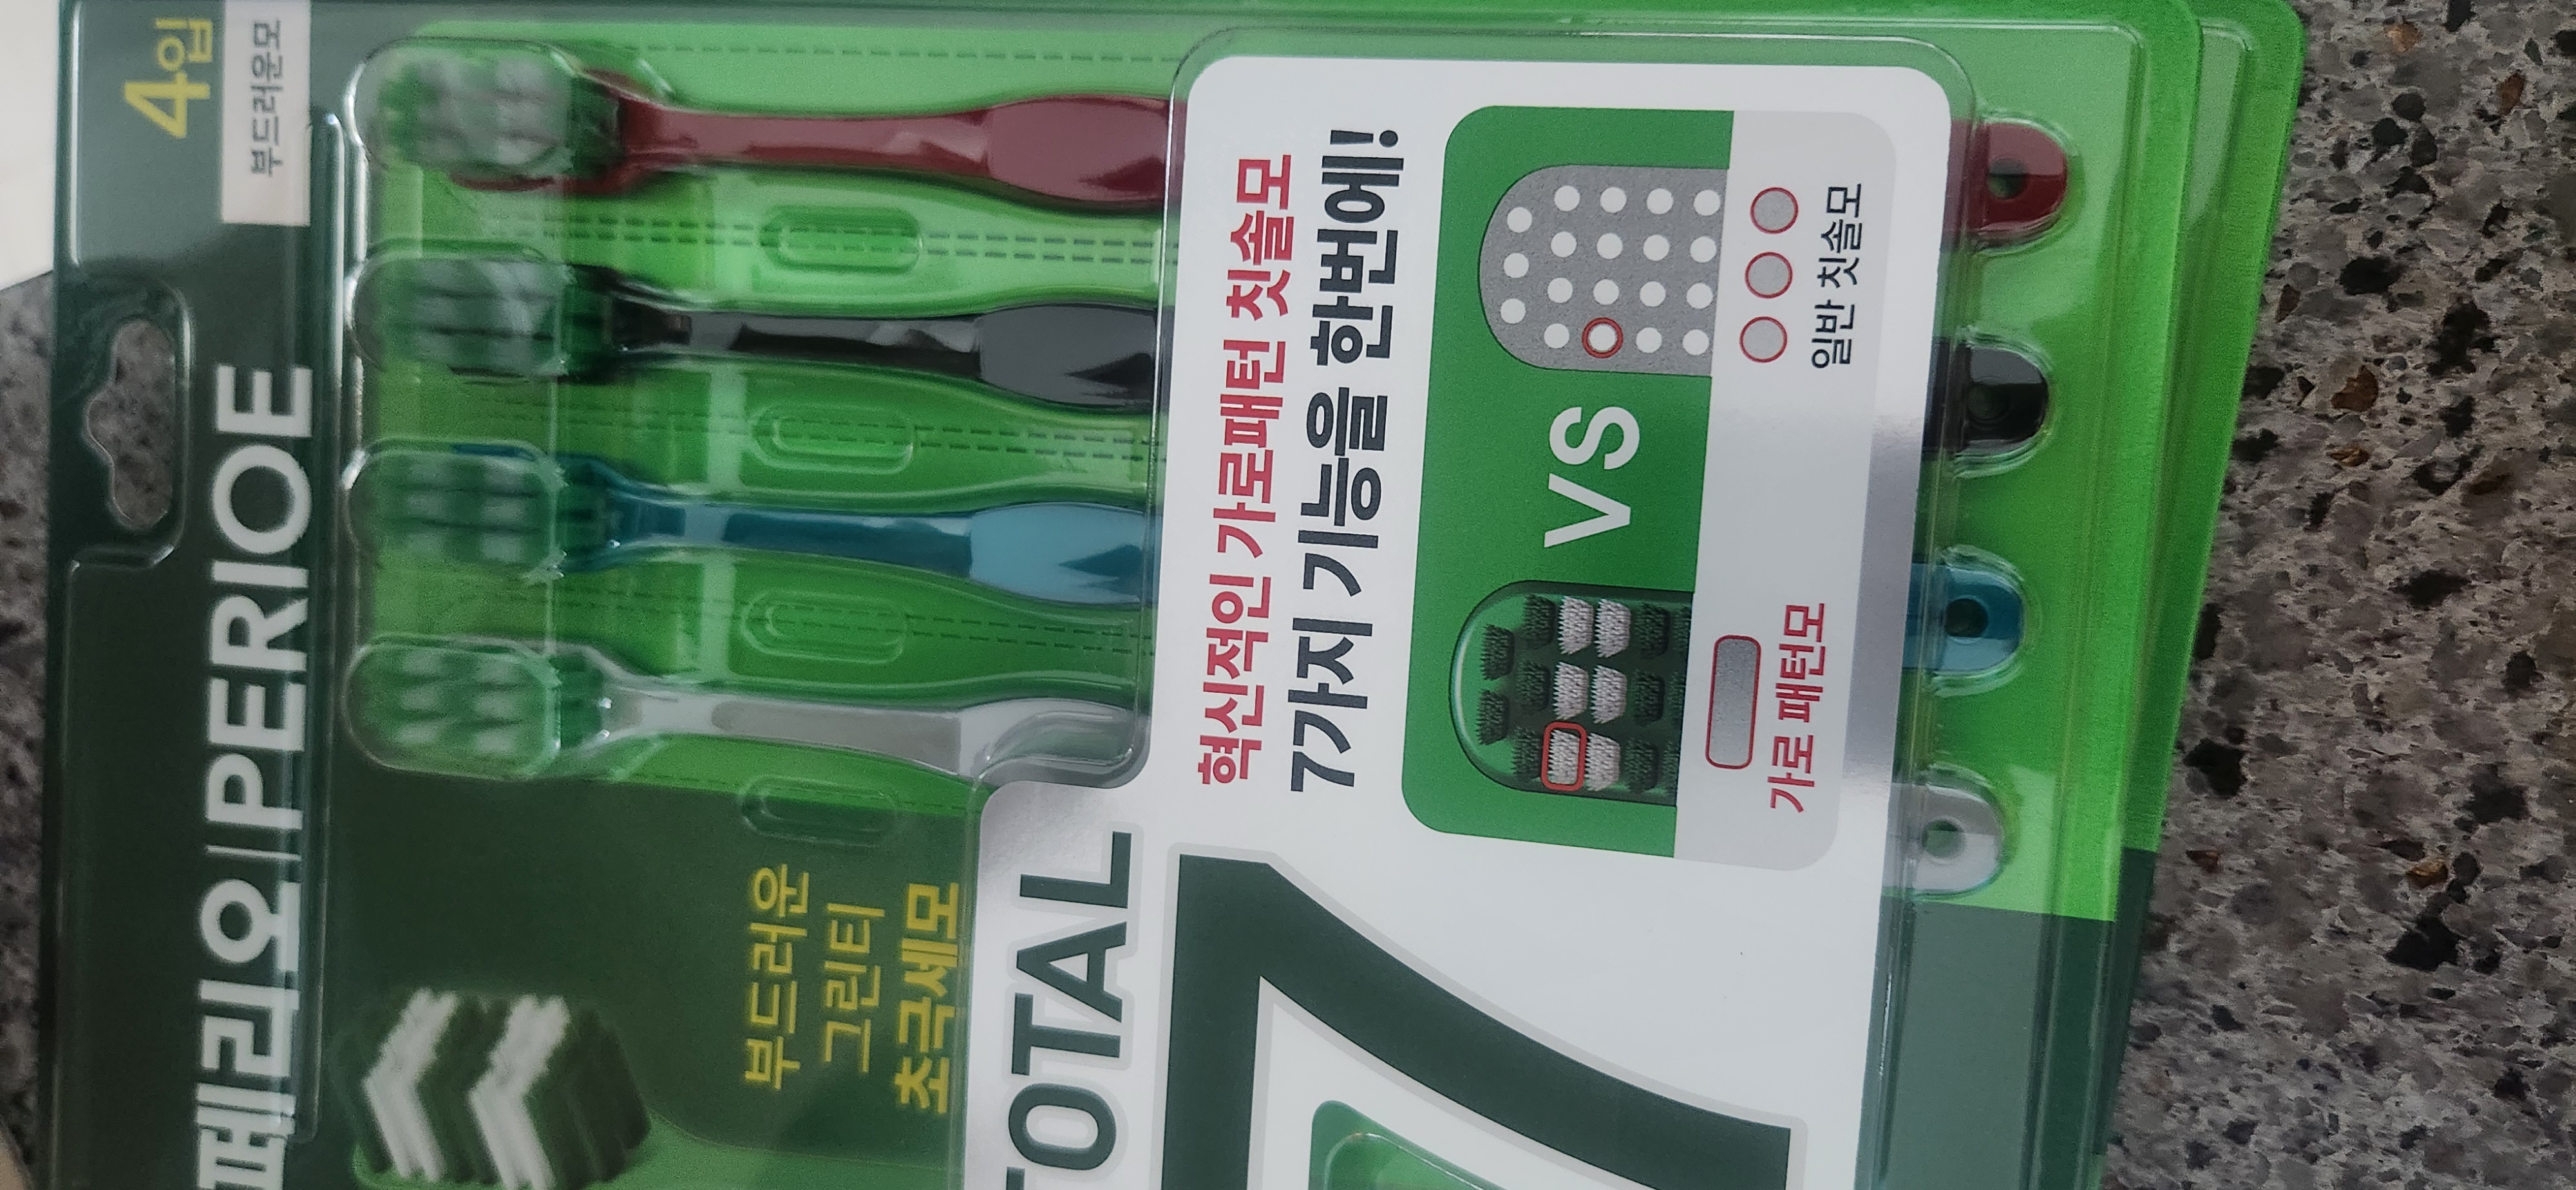 페리오 PERIOE
4입
부드러운모
부드러운
그린티
초극세모
TOTAL
7
혁신적인 가로패턴 칫솔모
7가지 기능을 한번에!
VS
가로 패턴모
일반 칫솔모